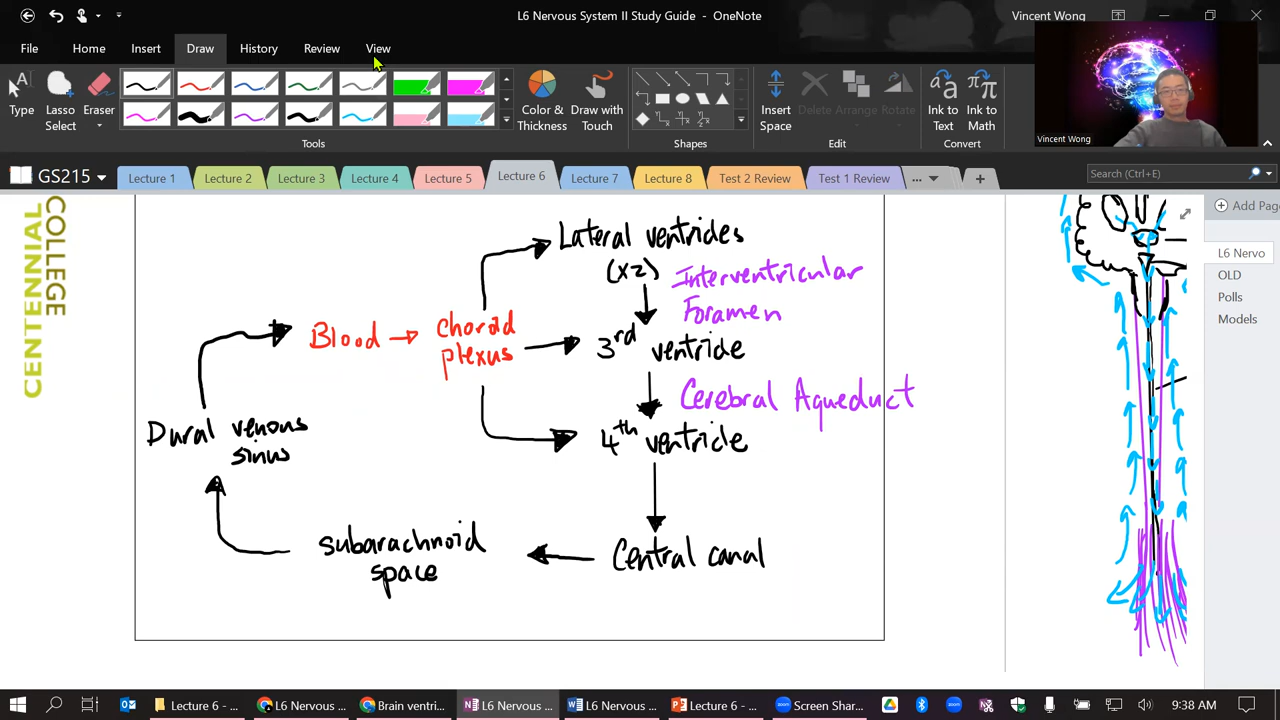 L6 Nervous System II Study Guide - OneNote
Vincent Wong
File Home Insert Draw History Review View
Type
Lasso
Select
Eraser
Color &
Thickness
Draw with
Touch
Insert
Space
Delete Arrange Rotate
Ink to
Text
Ink to
Math
Vincent Wong
Tools Shapes Edit Convert
GS215
Lecture 1 Lecture 2 Lecture 3 Lecture 4 Lecture 5 Lecture 6 Lecture 7 Lecture 8 Test 2 Review Test 1 Review ...
Search (Ctrl+E)
Add Pag
L6 Nervo
OLD
Polls
Models
CENTENNIAL
COLLEGE
Lateral ventricles
(x2)
Interventricular
Foramen
Blood → choroid
plexus
3rd ventricle
Cerebral Aqueduct
Dural venous
sinus
4th ventricle
subarachnoid
space
Central canal
Lecture 6 - ...
L6 Nervous ...
Brain ventri...
L6 Nervous ...
L6 Nervous ...
Lecture 6 - ...
Screen Shar...
9:38 AM